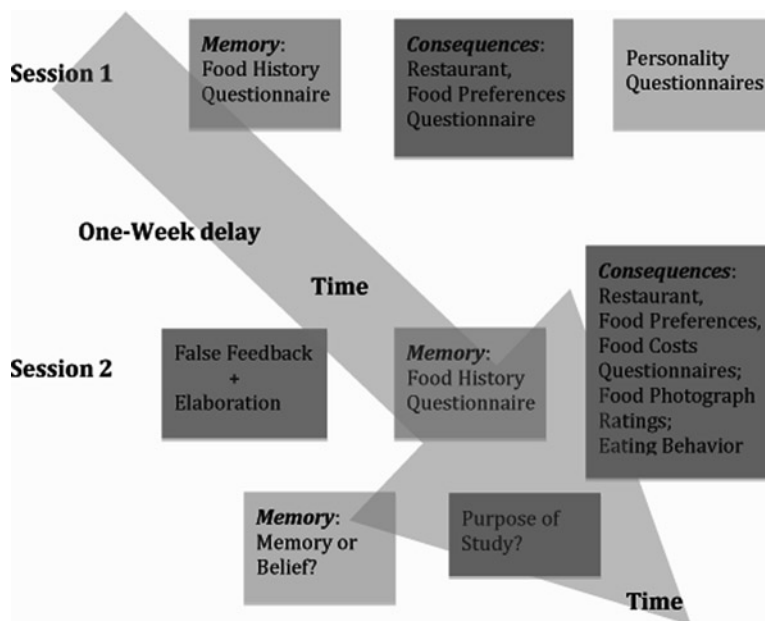 Session 1
Memory:
Food History
Questionnaire
Consequences:
Restaurant,
Food Preferences
Questionnaire
Personality
Questionnaires
One-Week delay
Time
Session 2
False Feedback
+
Elaboration
Memory:
Food History
Questionnaire
Consequences:
Restaurant,
Food Preferences,
Food Costs
Questionnaires;
Food Photograph
Ratings;
Eating Behavior
Memory:
Memory or
Belief?
Purpose of
Study?
Time